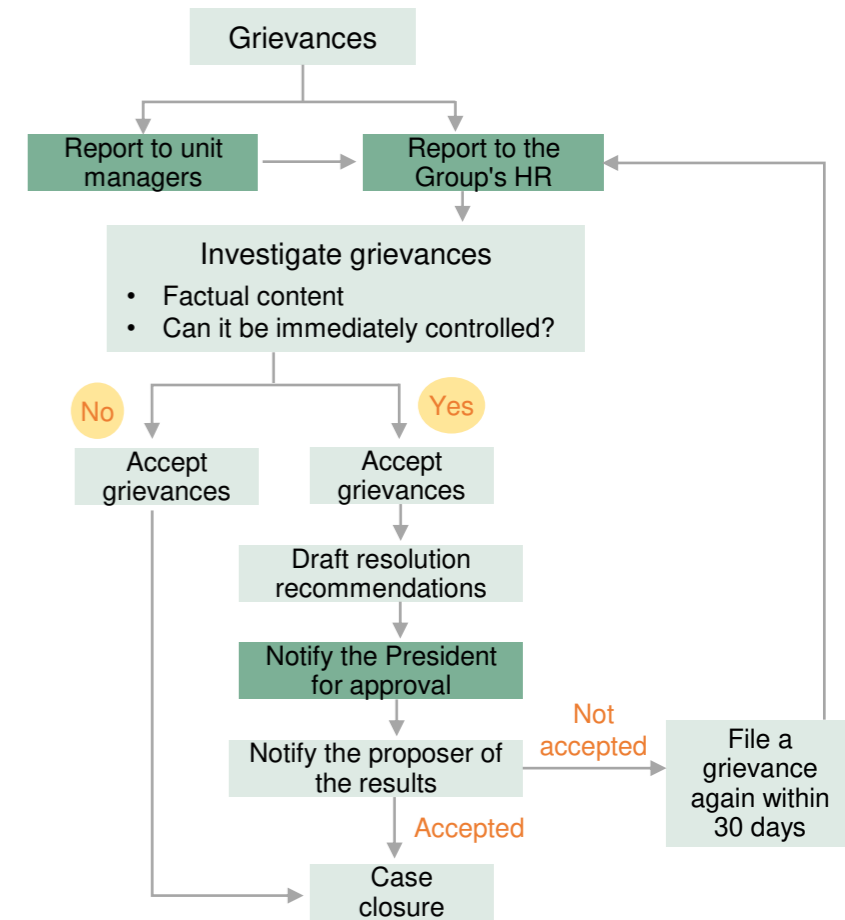 Grievances
Report to unit
managers
Report to the
Group's HR
Investigate grievances
• Factual content
• Can it be immediately controlled?
No
Yes
Accept
grievances
Accept
grievances
Draft resolution
recommendations
Notify the President
for approval
Notify the proposer of
the results
Not
accepted
File a
grievance
again within
30 days
Accepted
Case
closure